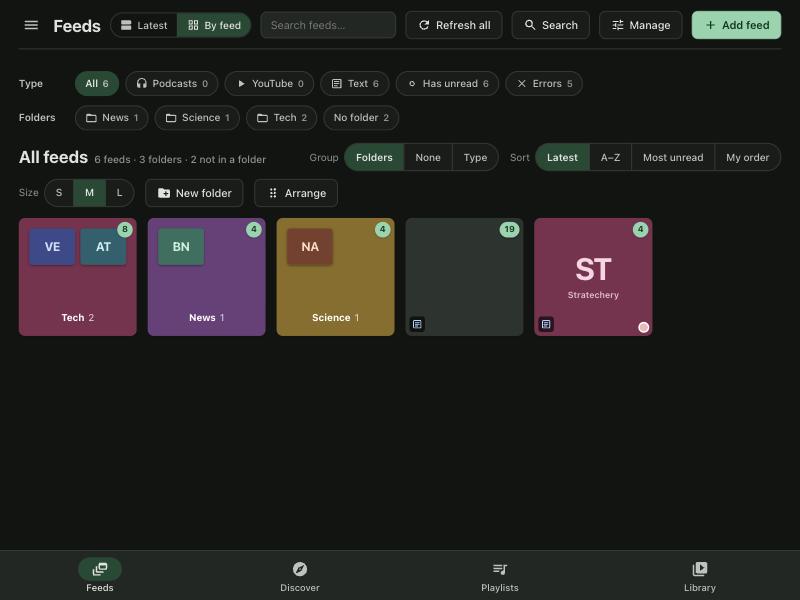 Feeds Latest By feed Search feeds... Refresh all Search Manage Add feed
Type All 6 Podcasts 0 YouTube 0 Text 6 Has unread 6 Errors 5
Folders News 1 Science 1 Tech 2 No folder 2
All feeds 6 feeds · 3 folders · 2 not in a folder Group Folders None Type Sort Latest A–Z Most unread My order
Size S M L New folder Arrange
8 4 4 19 4
VE AT BN NA
ST
Stratechery
Tech 2 News 1 Science 1
Feeds Discover Playlists Library